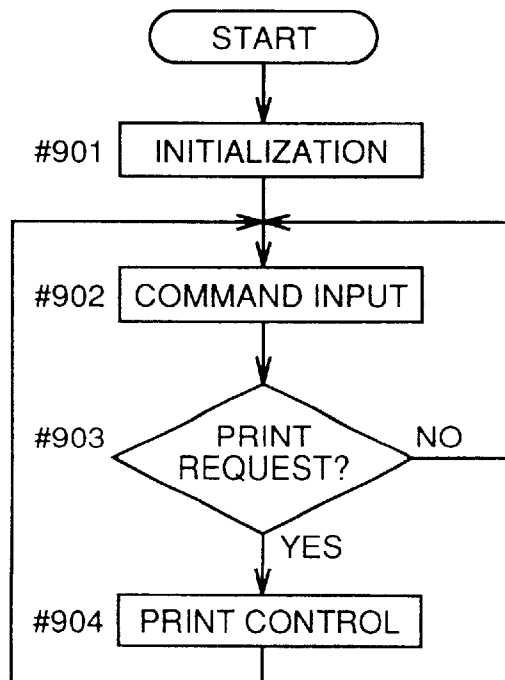 START
#901 INITIALIZATION
#902 COMMAND INPUT
#903 PRINT
REQUEST?
NO
YES
#904 PRINT CONTROL